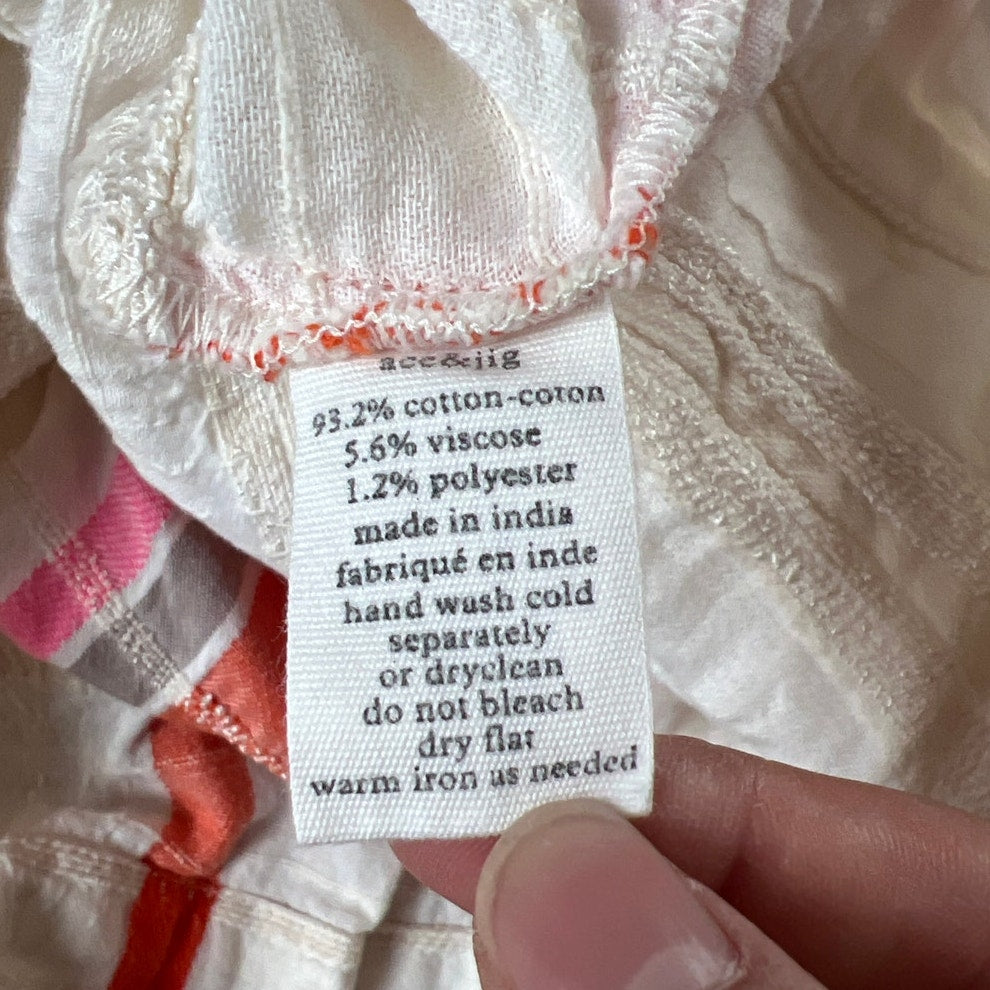 ace&jig
93.2% cotton-coton
5.6% viscose
1.2% polyester
made in india
fabriqué en inde
hand wash cold
separately
or dryclean
do not bleach
dry flat
warm iron as needed